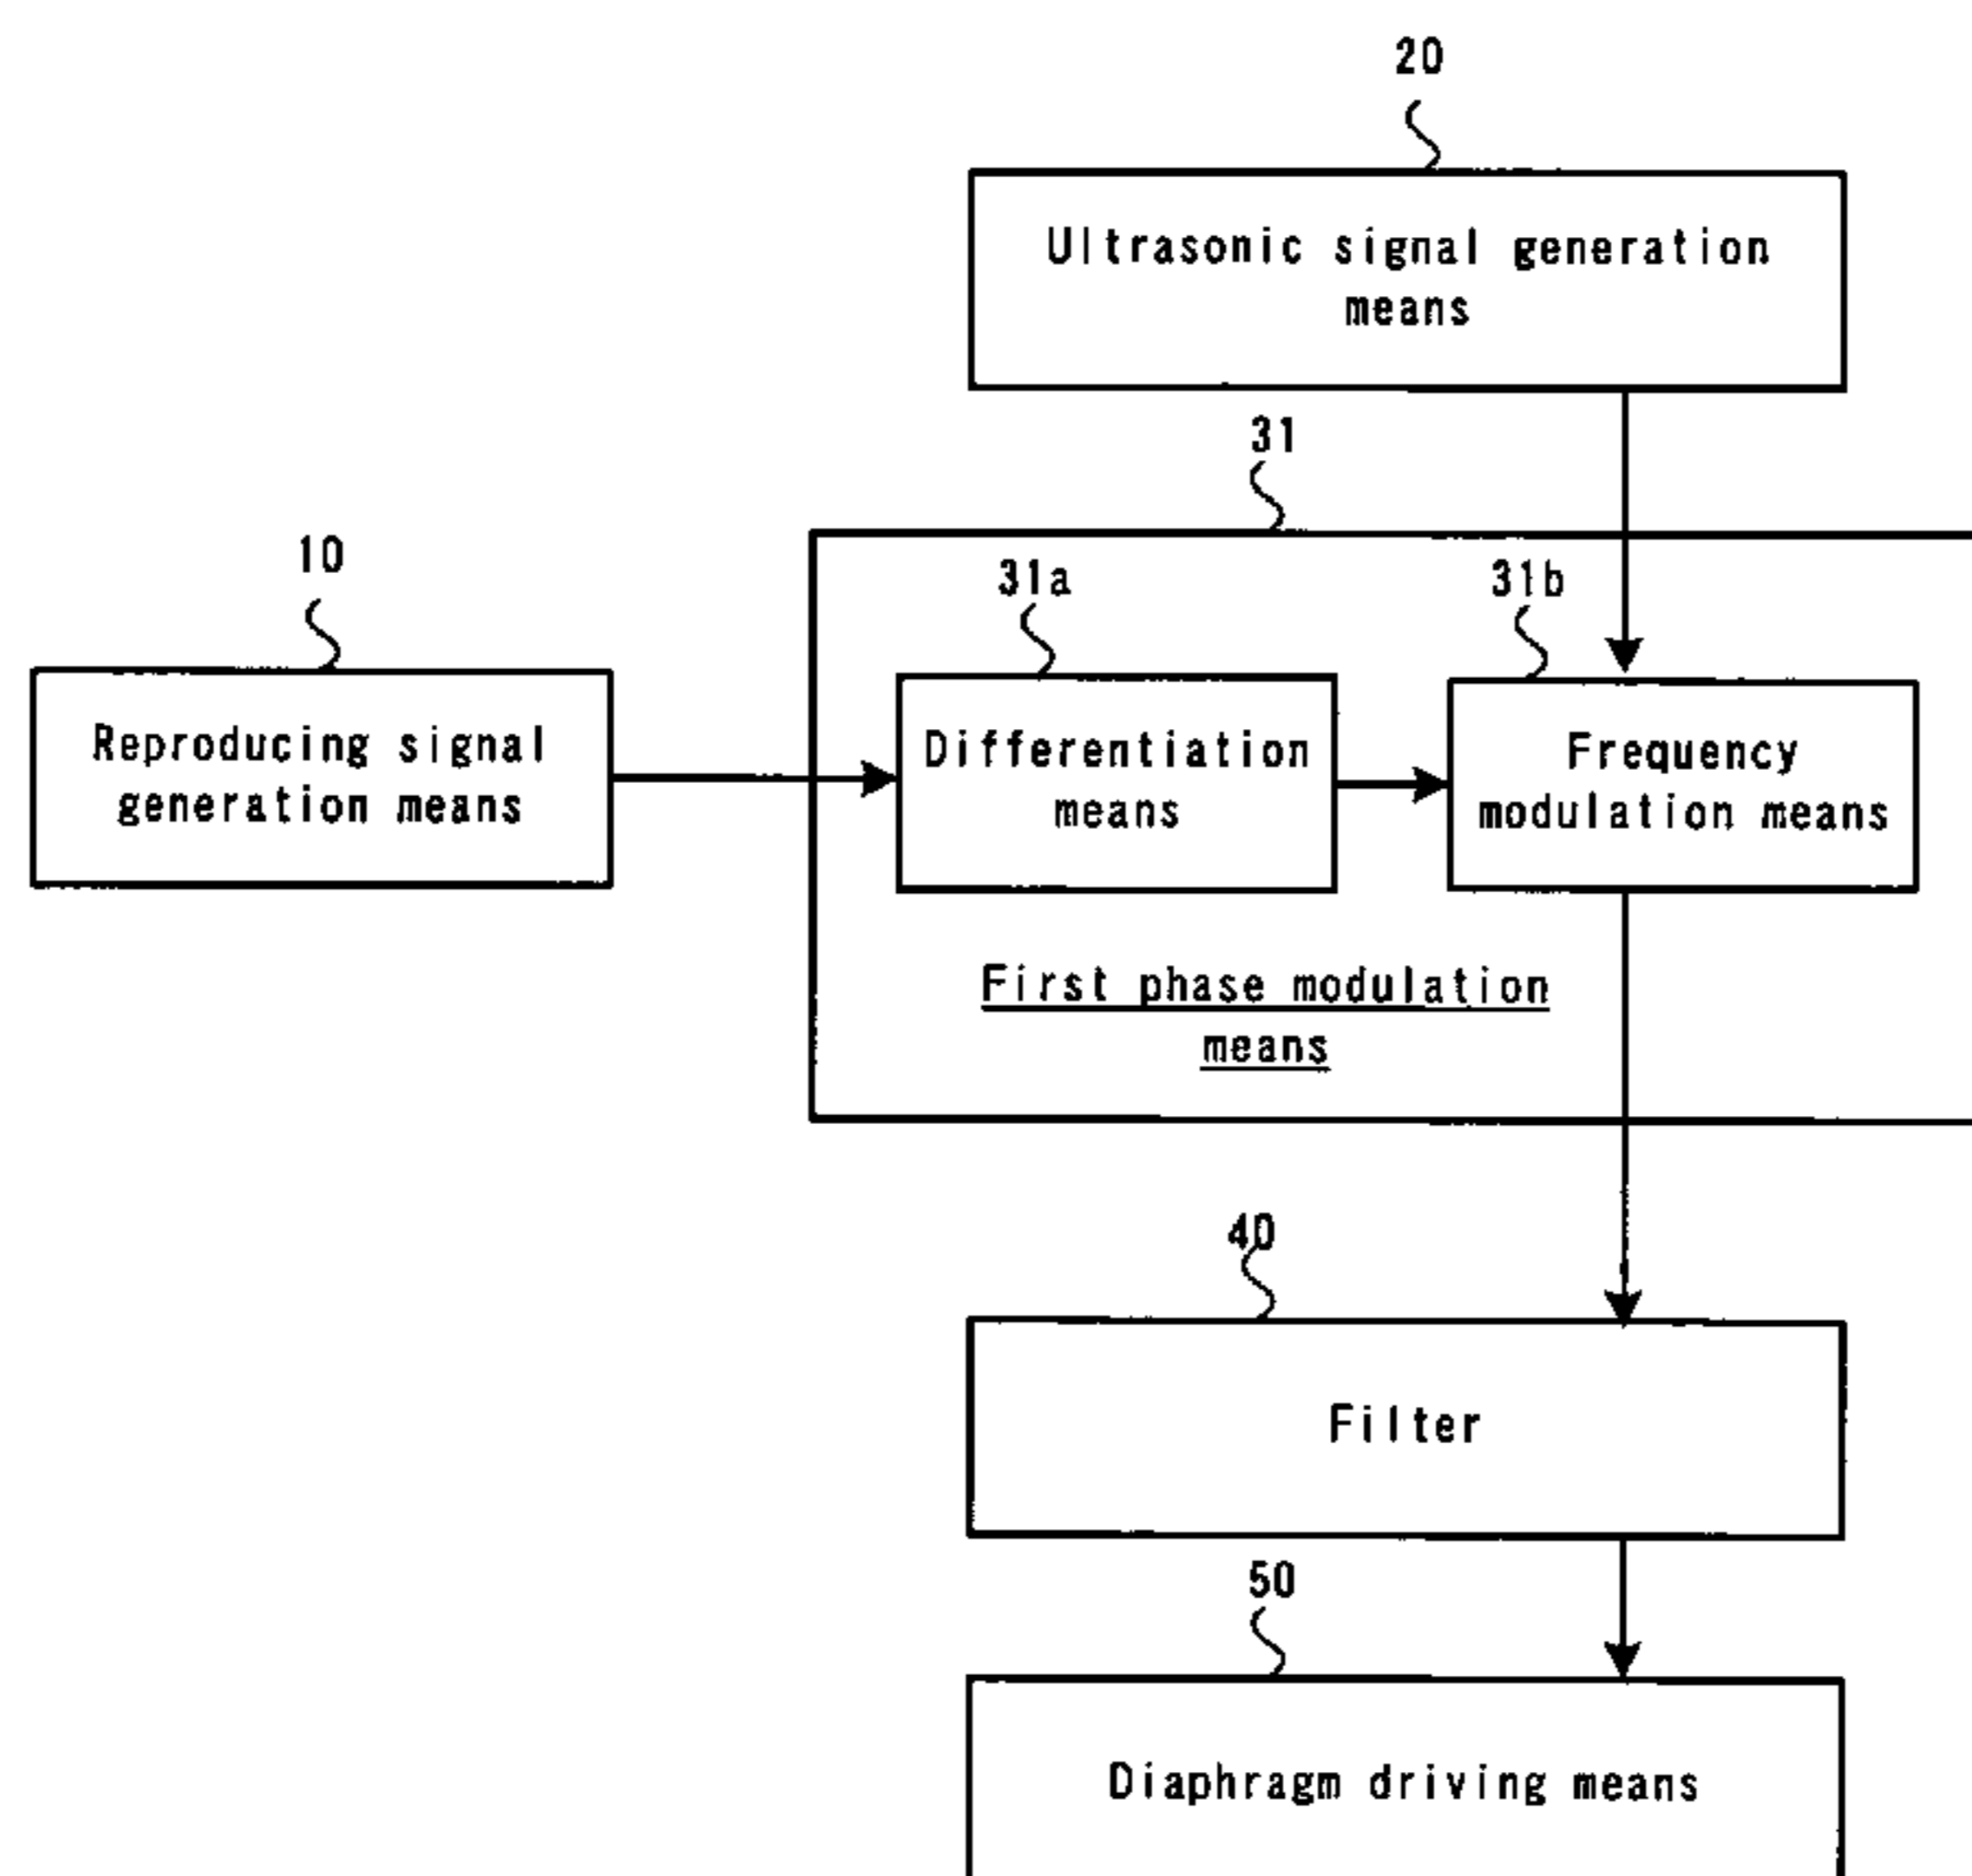 20
Ultrasonic signal generation
means
31
10
31a
31b
Reproducing signal
generation means
Differentiation
means
Frequency
modulation means
First phase modulation
means
40
Filter
50
Diaphragm driving means